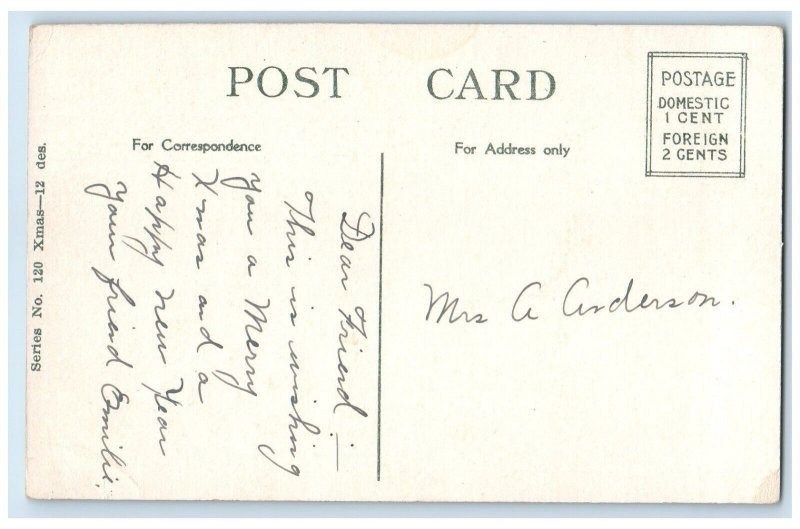 POST CARD
For Correspondence
For Address only
POSTAGE
DOMESTIC
1 CENT
FOREIGN
2 CENTS
Series No. 120 Xmas—12 des.
Dear Friend:—
This is wishing
you a Merry
Xmas and a
Happy New Year
Your friend Emilie.
Mrs A Anderson.